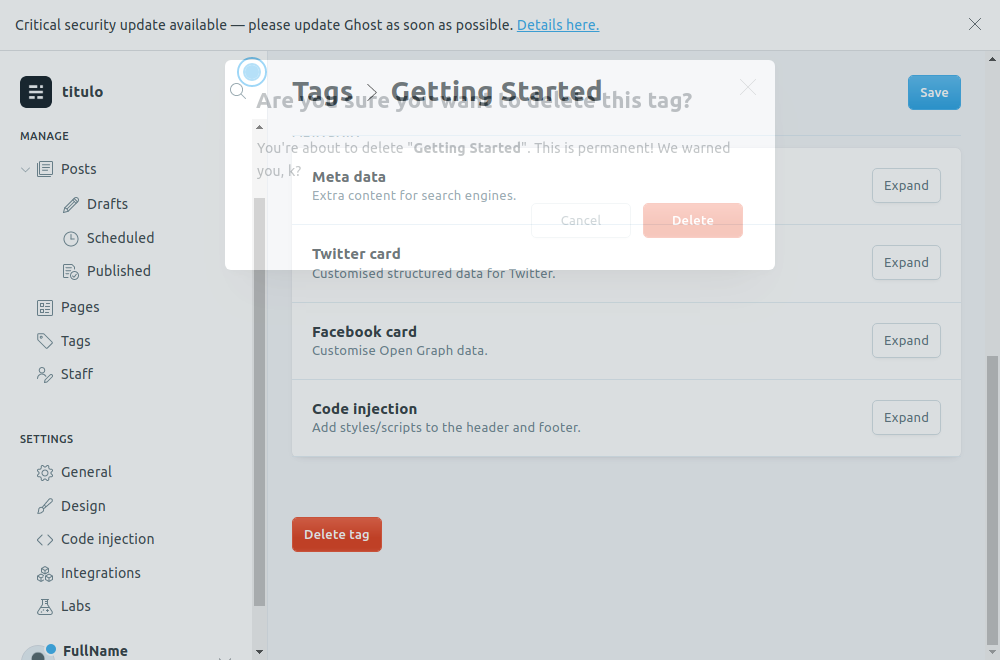 Critical security update available — please update Ghost as soon as possible. Details here.
titulo
MANAGE
Posts
Drafts
Scheduled
Published
Pages
Tags
Staff
SETTINGS
General
Design
Code injection
Integrations
Labs
FullName
Tags > Getting Started
Save
Are you sure you want to delete this tag?
You're about to delete "Getting Started". This is permanent! We warned
you, k?
Cancel
Delete
Meta data
Extra content for search engines.
Expand
Twitter card
Customised structured data for Twitter.
Expand
Facebook card
Customise Open Graph data.
Expand
Code injection
Add styles/scripts to the header and footer.
Expand
Delete tag